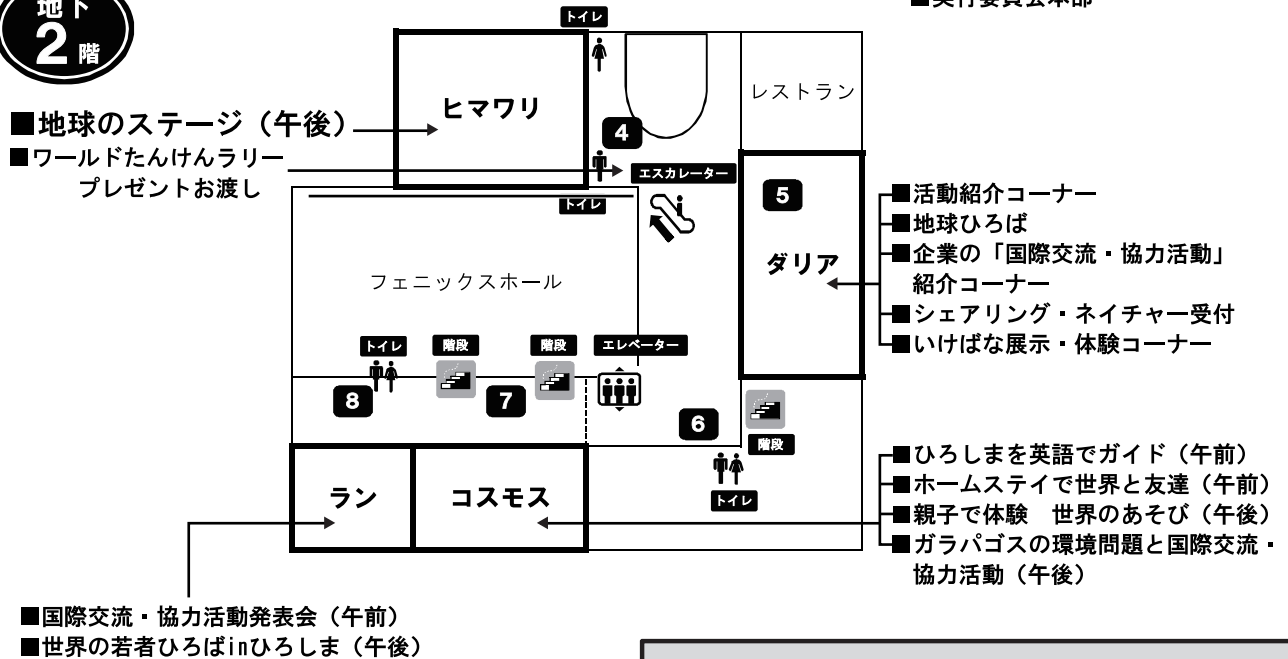 ■実行委員会本部
地下
2階
トイレ
ヒマワリ
レストラン
■地球のステージ（午後）
4
■ワールドたんけんラリー
プレゼントお渡し
エスカレーター
トイレ
5
ダリア
■活動紹介コーナー
■地球ひろば
■企業の「国際交流・協力活動」
紹介コーナー
■シェアリング・ネイチャー受付
■いけばな展示・体験コーナー
フェニックスホール
トイレ
階段
階段
エレベーター
8
7
6
階段
トイレ
ラン
コスモス
■ひろしまを英語でガイド（午前）
■ホームステイで世界と友達（午前）
■親子で体験　世界のあそび（午後）
■ガラパゴスの環境問題と国際交流・
協力活動（午後）
■国際交流・協力活動発表会（午前）
■世界の若者ひろばinひろしま（午後）